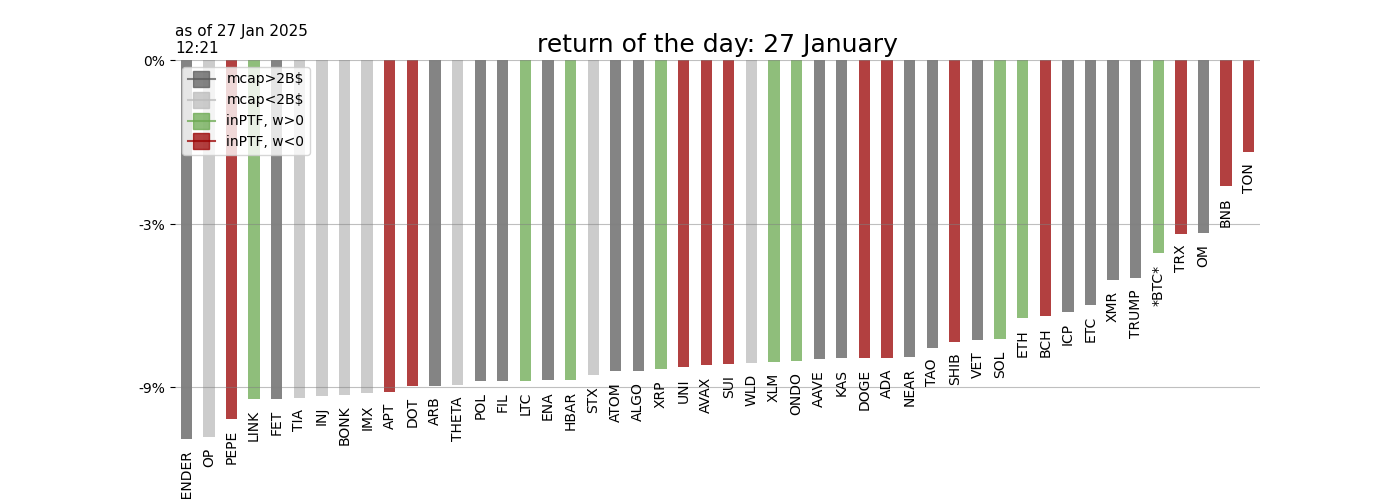 as of 27 Jan 2025
12:21
return of the day: 27 January
0%
-3%
-9%
mcap>2B$
mcap<2B$
inPTF, w>0
inPTF, w<0
ENDER
OP
PEPE
LINK
FET
TIA
INJ
BONK
IMX
APT
DOT
ARB
THETA
POL
FIL
LTC
ENA
HBAR
STX
ATOM
ALGO
XRP
UNI
AVAX
SUI
WLD
XLM
ONDO
AAVE
KAS
DOGE
ADA
NEAR
TAO
SHIB
VET
SOL
ETH
BCH
ICP
ETC
XMR
TRUMP
*BTC*
TRX
OM
BNB
TON